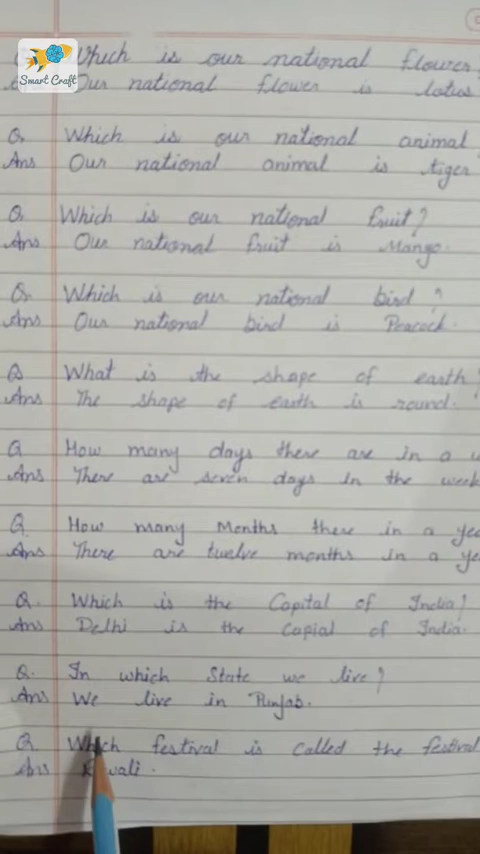 Which is our national flower
Our national flower is lotus
Q. Which is our national animal
Ans Our national animal is tiger
Q. Which is our national fruit?
Ans Our national fruit is Mango.
Q. Which is our national bird?
Ans Our national bird is Peacock.
Q What is the shape of earth?
Ans The shape of earth is round.
Q How many days there are in a
Ans There are seven days in the week
Q. How many Months there in a yea
Ans There are twelve months in a ye
Q. Which is the Capital of India?
Ans Delhi is the Capial of India.
Q. In which State we live?
Ans We live in Punjab.
Q Which festival is called the festival
Ans
Smart Craft